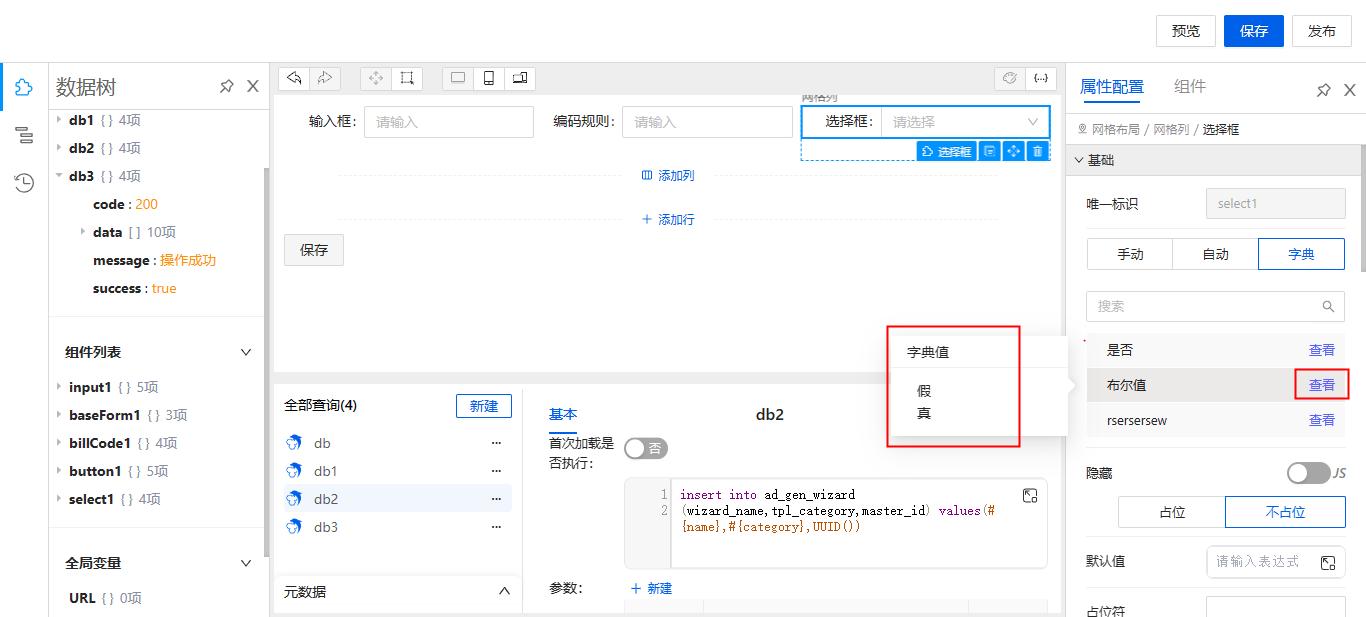 预览
保存
发布
数据树
db1 { } 4项
db2 { } 4项
db3 { } 4项
code : 200
data [ ] 10项
message : 操作成功
success : true
组件列表
input1 { } 5项
baseForm1 { } 3项
billCode1 { } 4项
button1 { } 5项
select1 { } 4项
全局变量
URL { } 0项
网格列
输入框: 请输入
编码规则: 请输入
选择框: 请选择
选择框
添加列
+ 添加行
保存
全部查询(4)
新建
db ···
db1 ···
db2 ···
db3 ···
元数据
基本
db2
首次加载是
否执行:
否
1 insert into ad_gen_wizard
2 (wizard_name,tpl_category,master_id) values(#
{name},#{category},UUID())
参数:
+ 新建
字典值
假
真
属性配置
组件
网格布局 / 网格列 / 选择框
基础
唯一标识
select1
手动
自动
字典
搜索
是否 查看
布尔值 查看
rsersersew 查看
隐藏
JS
占位
不占位
默认值
请输入表达式
占位符